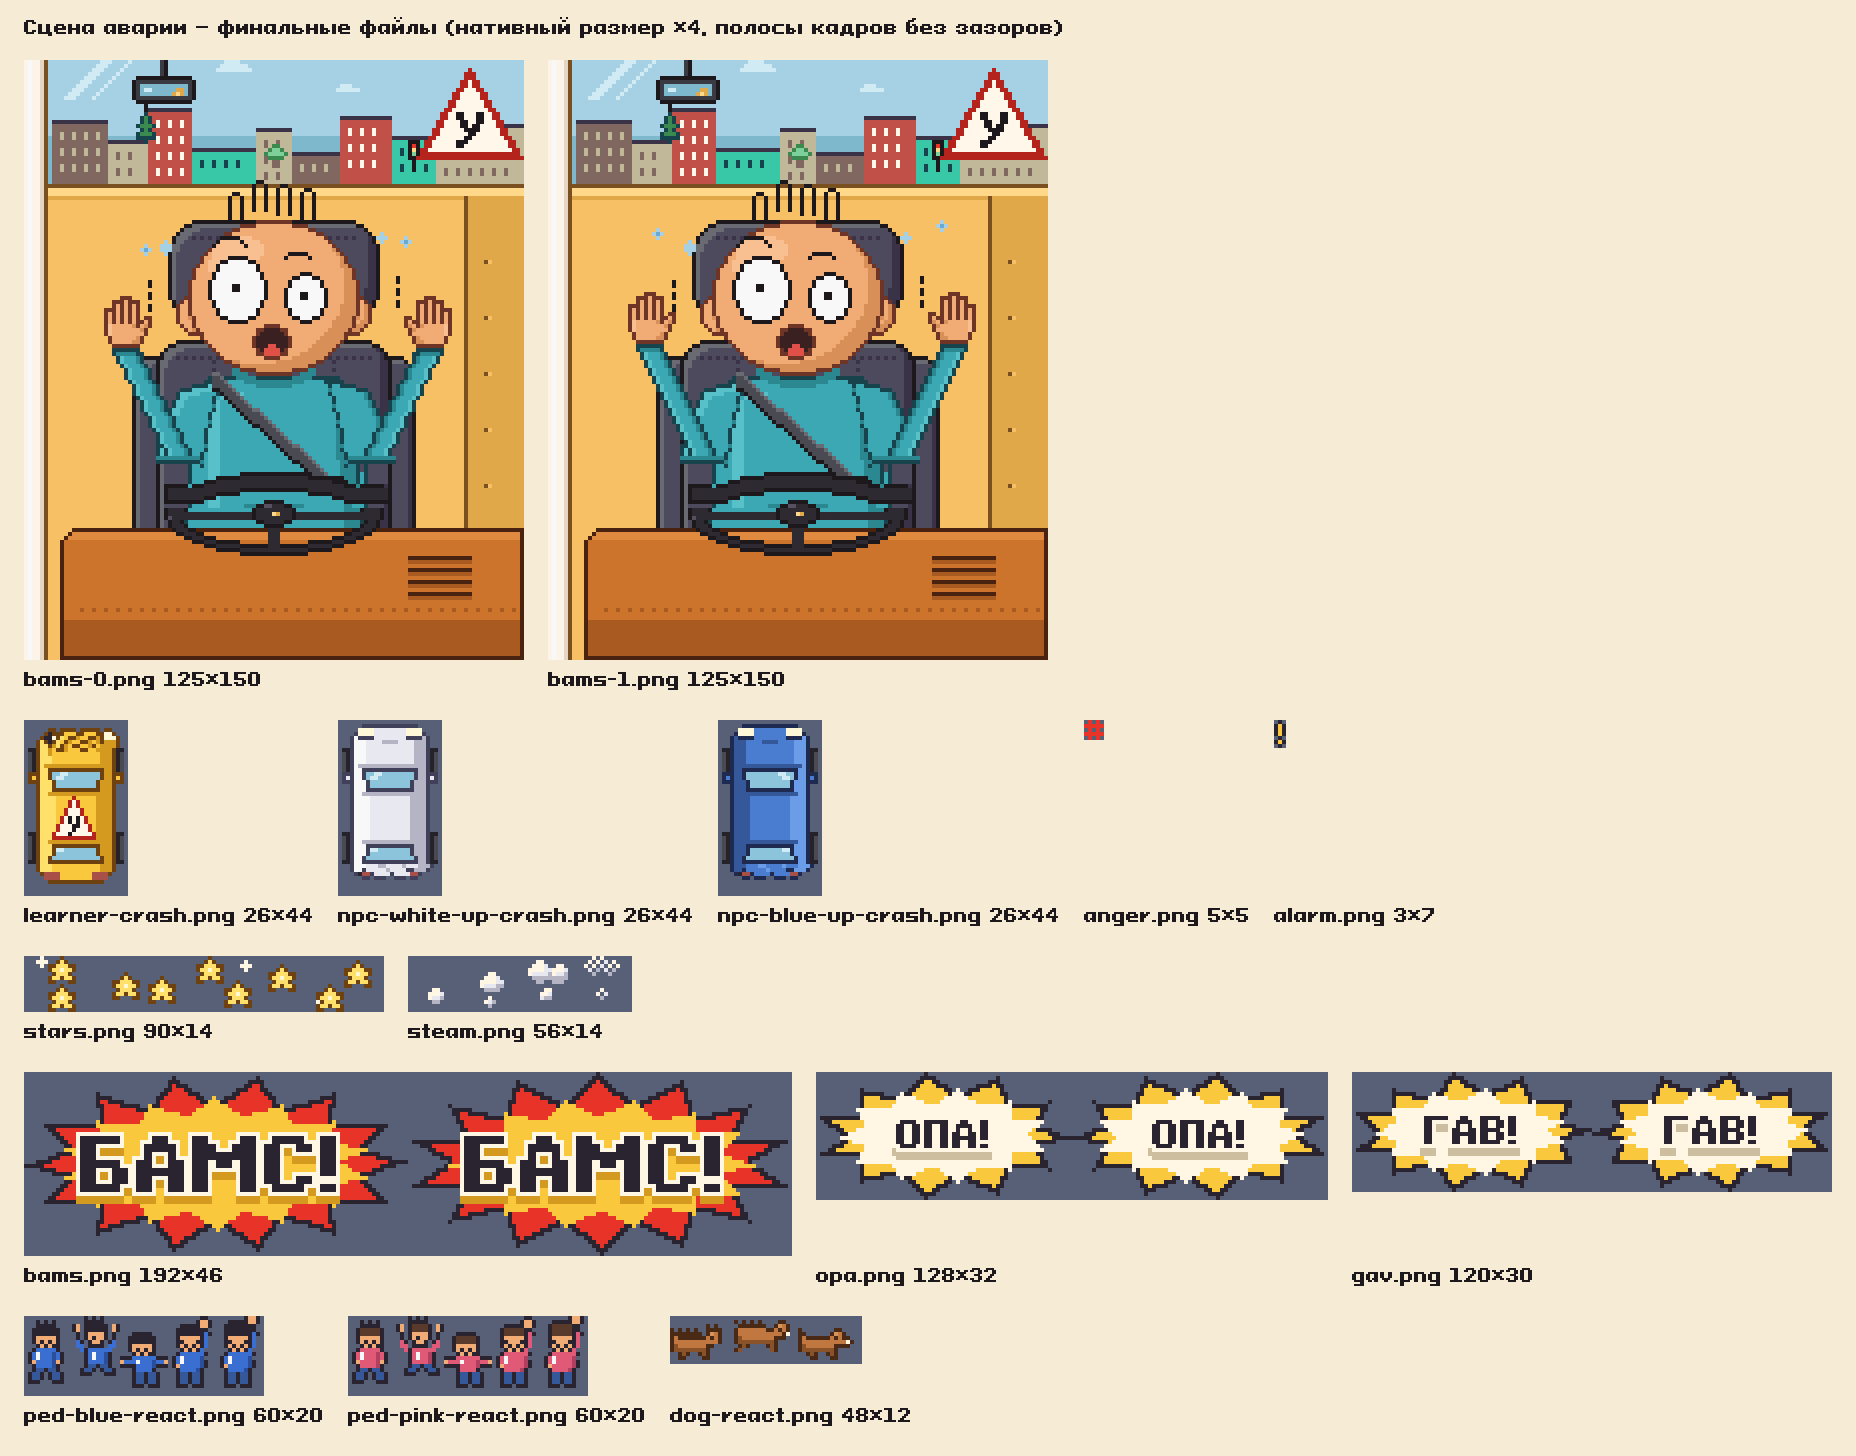 Сцена аварии — финальные файлы (нативный размер ×4, полосы кадров без зазоров)
У
У
bams-0.png 125×150
bams-1.png 125×150
У
!
learner-crash.png 26×44
npc-white-up-crash.png 26×44
npc-blue-up-crash.png 26×44
anger.png 5×5
alarm.png 3×7
stars.png 90×14
steam.png 56×14
БАМС!
БАМС!
ОПА!
ОПА!
ГАВ!
ГАВ!
bams.png 192×46
opa.png 128×32
gav.png 120×30
ped-blue-react.png 60×20
ped-pink-react.png 60×20
dog-react.png 48×12